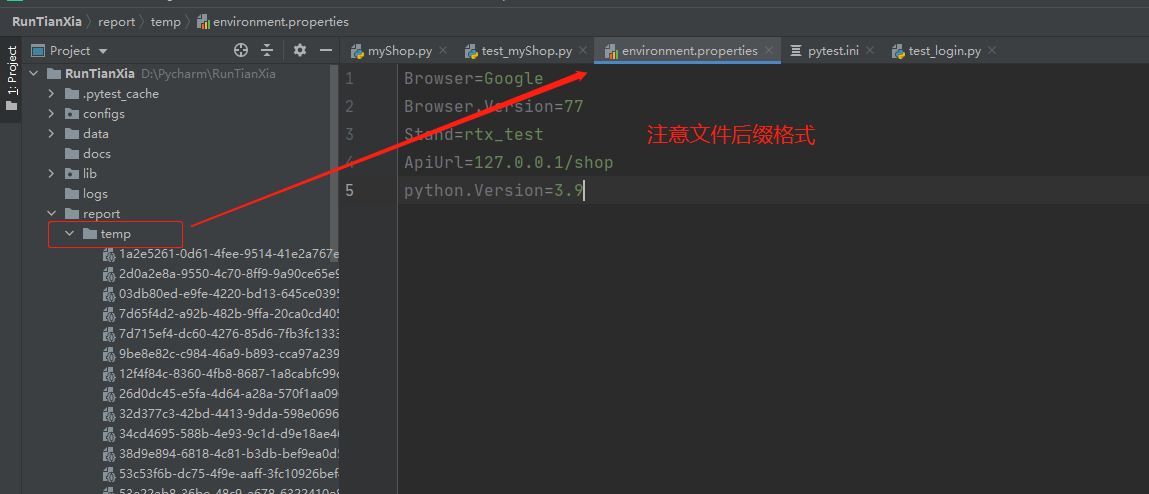 RunTianXia report temp environment.properties
1: Project
Project
myShop.py test_myShop.py environment.properties pytest.ini test_login.py
RunTianXia D:\Pycharm\RunTianXia
.pytest_cache
configs
data
docs
lib
logs
report
temp
1a2e5261-0d61-4fee-9514-41e2a767e
2d0a2e8a-9550-4c70-8ff9-9a90ce65e9
03db80ed-e9fe-4220-bd13-645ce0395
7d65f4d2-a92b-482b-9ffa-20ca0cd405
7d715ef4-dc60-4276-85d6-7fb3fc1333
9be8e82c-c984-46a9-b893-cca97a239
12f4f84c-8360-4fb8-8687-1a8cabfc99
26d0dc45-e5fa-4d64-a28a-570f1aa09
32d377c3-42bd-4413-9dda-598e0696
34cd4695-588b-4e93-9c1d-d9e18ae4
38d9e894-6818-4c81-b3db-bef9ea0d
53c53f6b-dc75-4f9e-aaff-3fc10926bef
1 Browser=Google
2 Browser.Version=77
3 Stand=rtx_test
4 ApiUrl=127.0.0.1/shop
5 python.Version=3.9
注意文件后缀格式